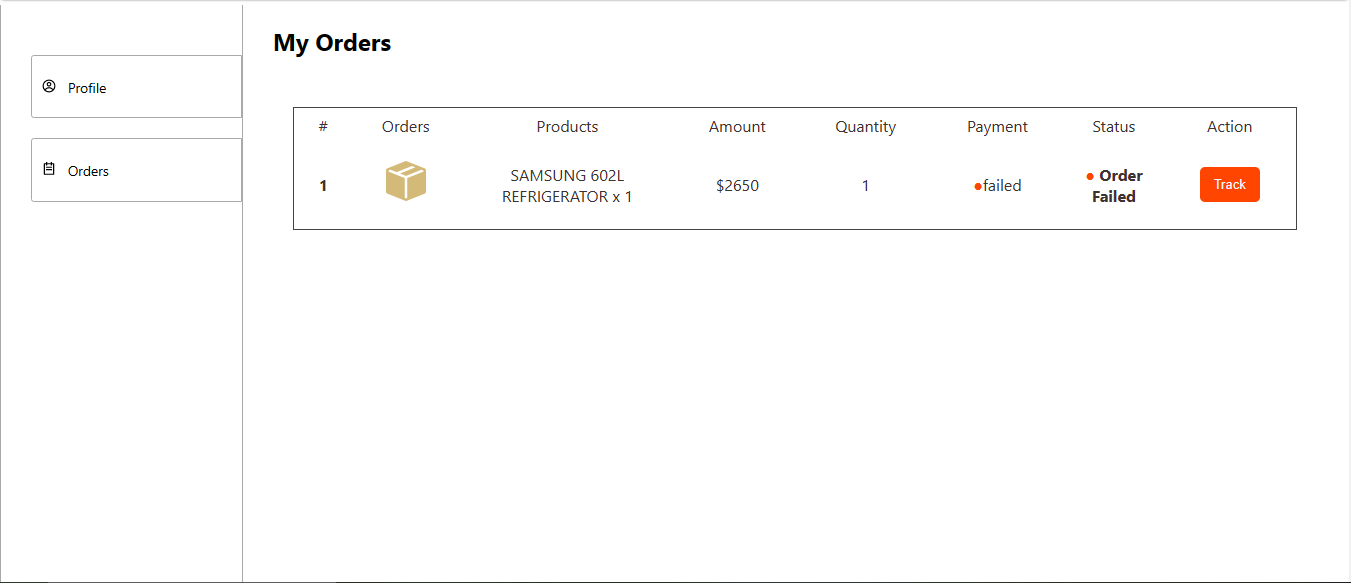 My Orders
Profile
Orders
# Orders Products Amount Quantity Payment Status Action
1 SAMSUNG 602L REFRIGERATOR x 1 $2650 1 failed Order Failed Track